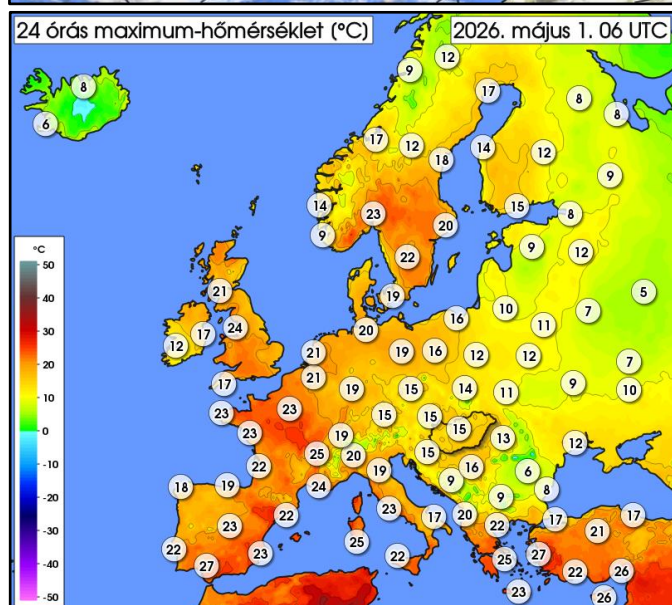 24 órás maximum-hőmérséklet (°C)
2026. május 1. 06 UTC
9 12
8 17 8
6 8
17 12 18 14 12
9
14 23 20 15 8
9 22 9 12
°C 19 5
50 21 10 7
40 17 24 20 16 11
30 12 21 19 16 12 12 7
20 17 21 19 15 14 11 9 10
10 23 23 15 15
0 23 19 15 13 12
-10 22 25 20 15 16
-20 18 19 24 19 9 6 8
-30 23 22 23 17 20 9 22 17 21 17
-40 22 27 23 25 22 25 27 22 26
-50 23 26